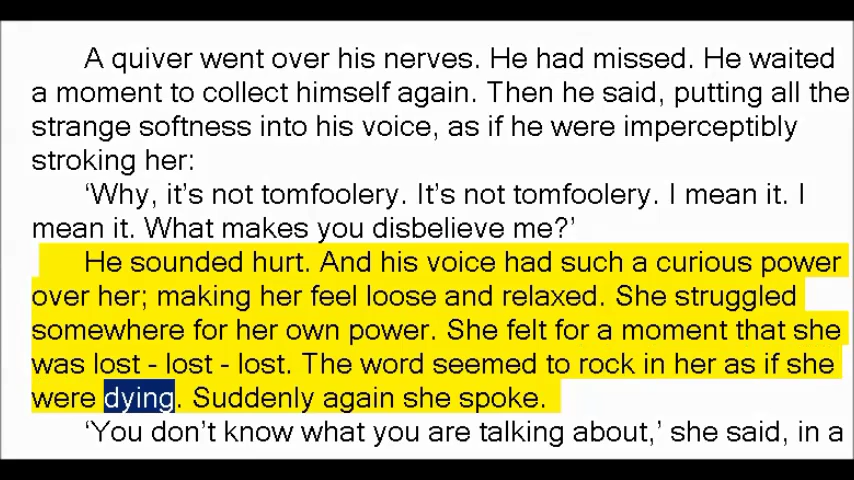 A quiver went over his nerves. He had missed. He waited
a moment to collect himself again. Then he said, putting all the
strange softness into his voice, as if he were imperceptibly
stroking her:
‘Why, it’s not tomfoolery. It’s not tomfoolery. I mean it. I
mean it. What makes you disbelieve me?’
He sounded hurt. And his voice had such a curious power
over her; making her feel loose and relaxed. She struggled
somewhere for her own power. She felt for a moment that she
was lost - lost - lost. The word seemed to rock in her as if she
were dying. Suddenly again she spoke.
‘You don’t know what you are talking about,’ she said, in a